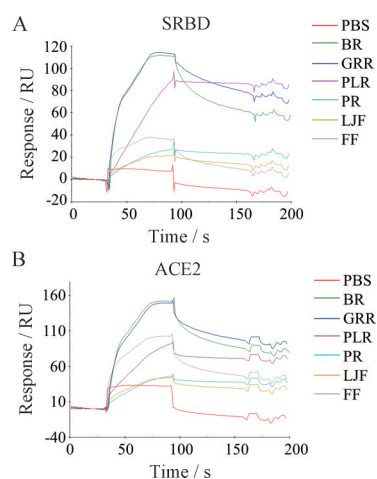 A
SRBD
Response / RU
120
100
80
60
40
20
0
-20
0
50
100
150
200
Time / s
PBS
BR
GRR
PLR
PR
LJF
FF
B
ACE2
Response / RU
160
110
60
10
-40
0
50
100
150
200
Time / s
PBS
BR
GRR
PLR
PR
LJF
FF